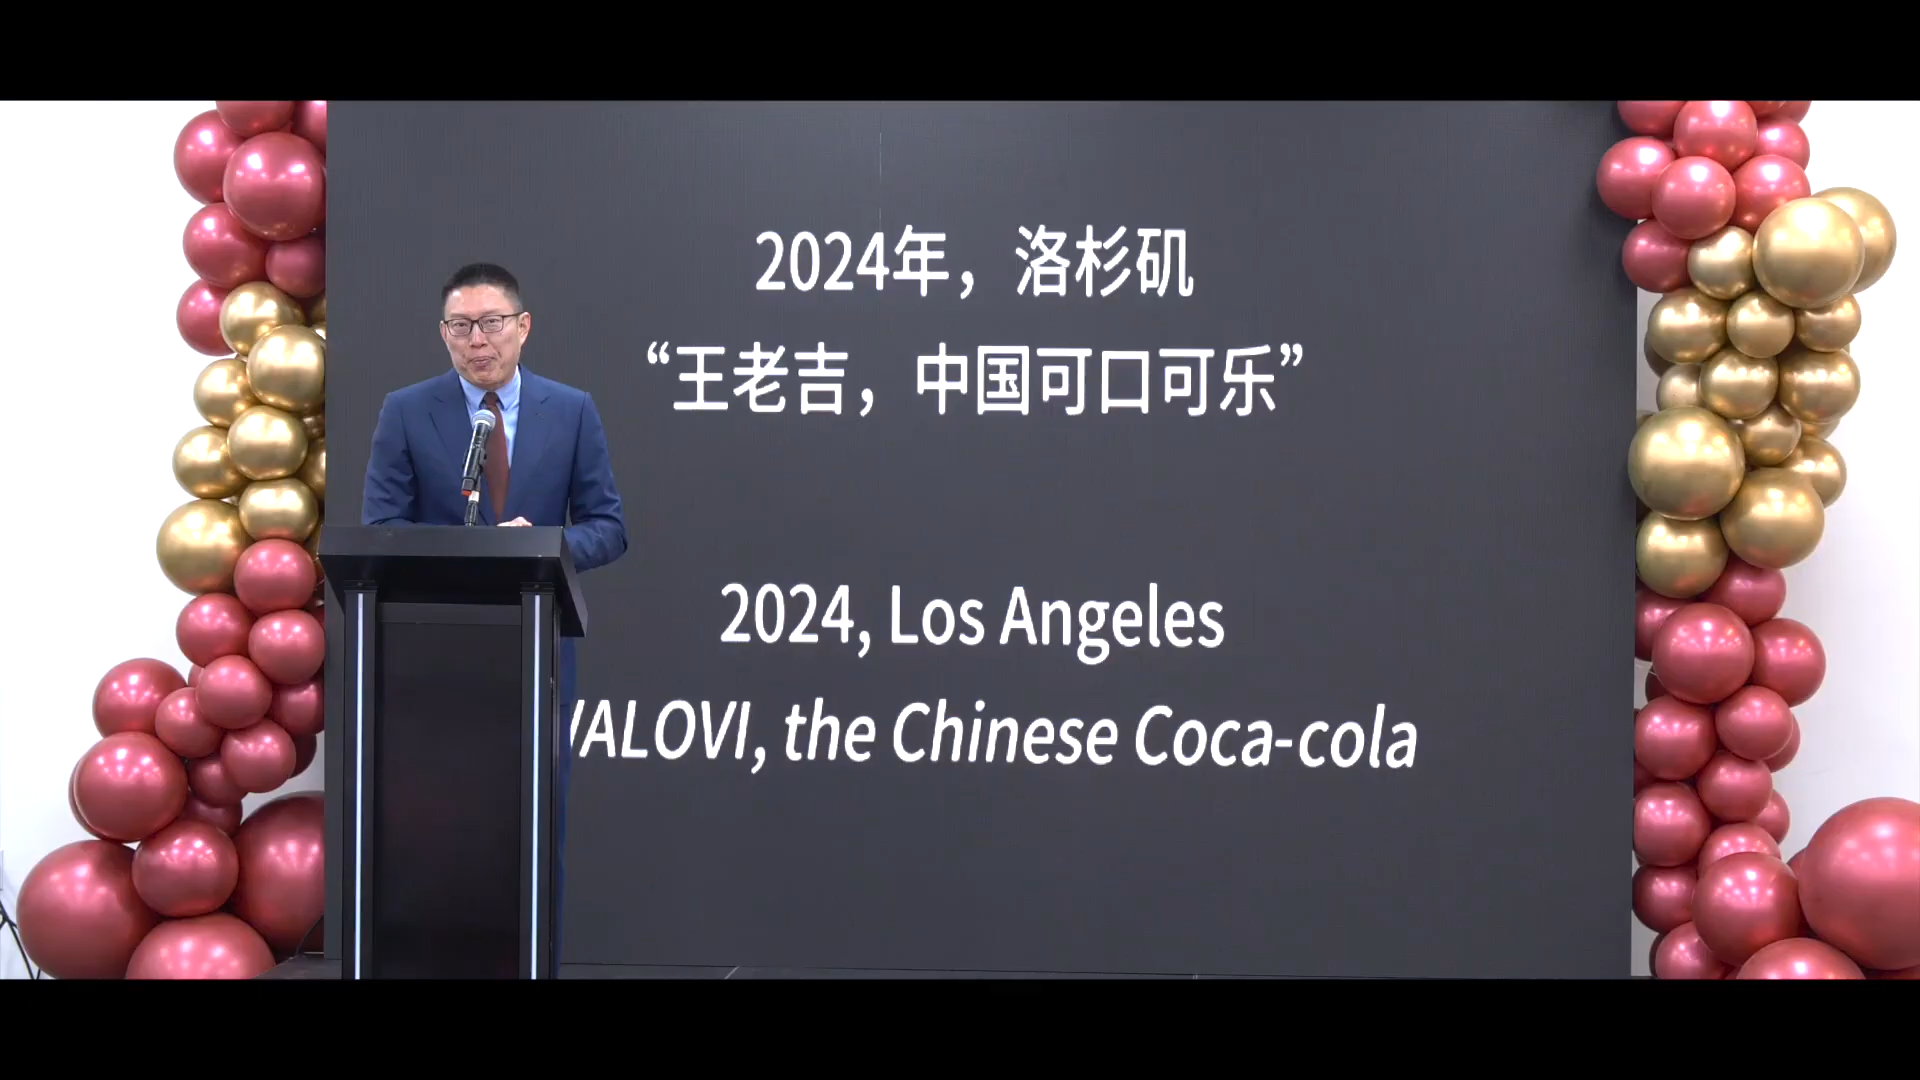 2024年，洛杉矶
“王老吉，中国可口可乐”
2024, Los Angeles
the Chinese Coca-cola